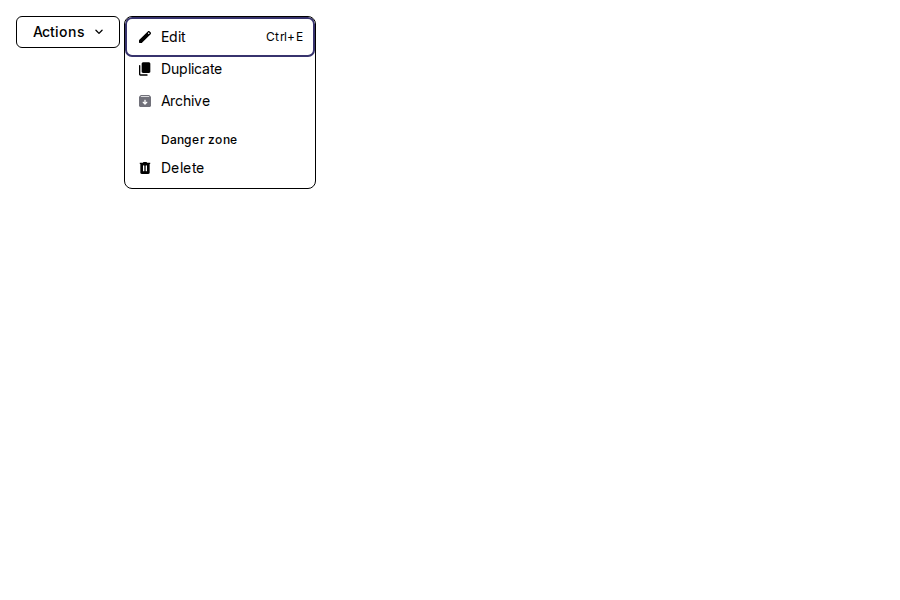 Actions
Edit Ctrl+E
Duplicate
Archive
Danger zone
Delete